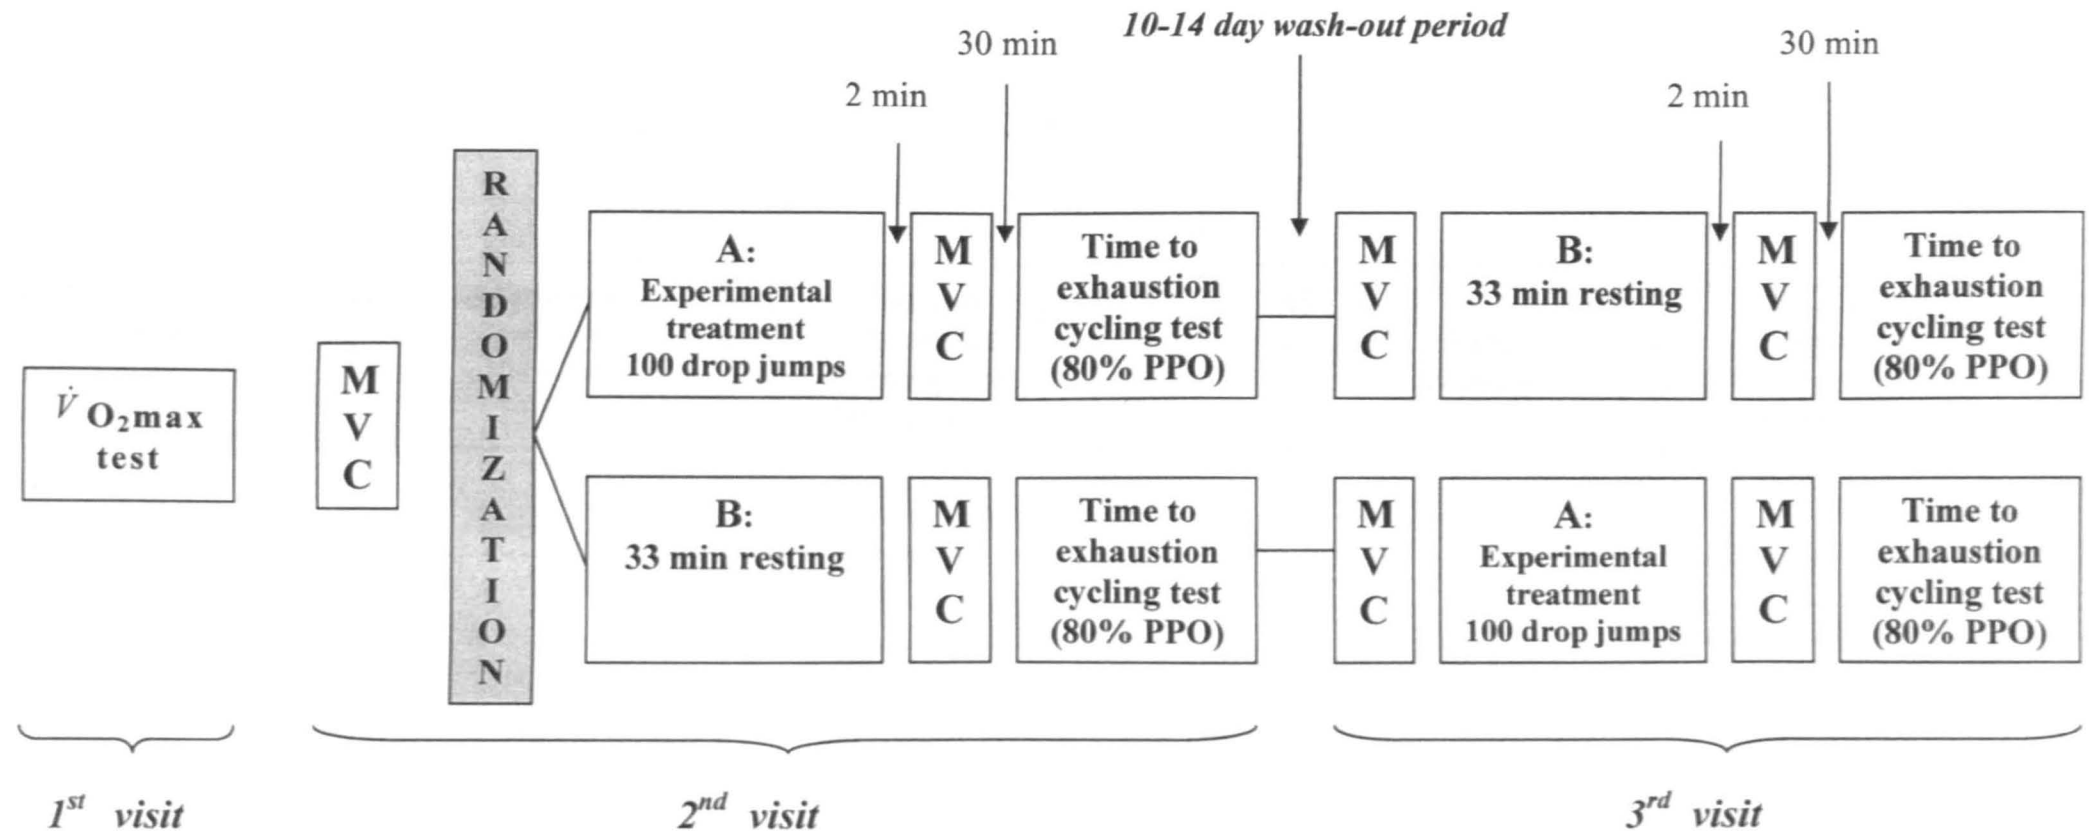 10-14 day wash-out period
30 min
30 min
2 min
2 min
V̇ O₂max
test
M
V
C
R
A
N
D
O
M
I
Z
A
T
I
O
N
A:
Experimental
treatment
100 drop jumps
M
V
C
Time to
exhaustion
cycling test
(80% PPO)
M
V
C
B:
33 min resting
M
V
C
Time to
exhaustion
cycling test
(80% PPO)
B:
33 min resting
M
V
C
Time to
exhaustion
cycling test
(80% PPO)
M
V
C
A:
Experimental
treatment
100 drop jumps
M
V
C
Time to
exhaustion
cycling test
(80% PPO)
1st visit
2nd visit
3rd visit